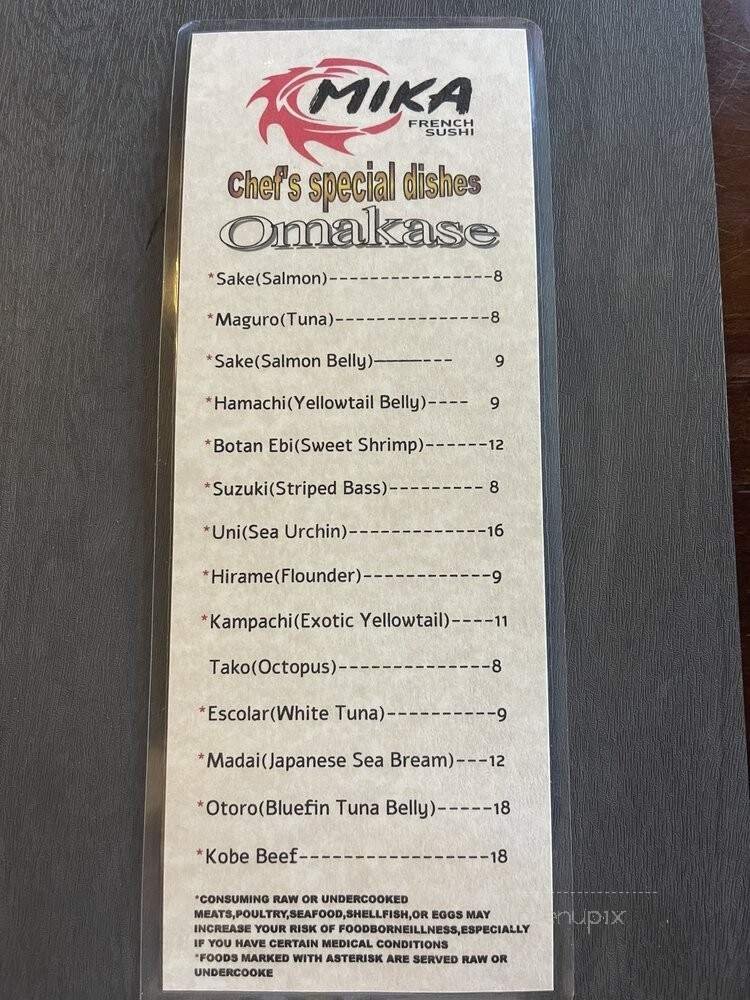 MIKA
FRENCH
SUSHI
Chef's special dishes
Omakase
*Sake(Salmon)----------------8
*Maguro(Tuna)---------------8
*Sake(Salmon Belly)———--- 9
*Hamachi(Yellowtail Belly)---- 9
*Botan Ebi(Sweet Shrimp)------12
*Suzuki(Striped Bass)--------- 8
*Uni(Sea Urchin)-------------16
*Hirame(Flounder)------------9
*Kampachi(Exotic Yellowtail)----11
Tako(Octopus)---------------8
*Escolar(White Tuna)----------9
*Madai(Japanese Sea Bream)---12
*Otoro(Bluefin Tuna Belly)-----18
*Kobe Beef------------------18
*CONSUMING RAW OR UNDERCOOKED
MEATS,POULTRY,SEAFOOD,SHELLFISH,OR EGGS MAY
INCREASE YOUR RISK OF FOODBORNEILLNESS,ESPECIALLY
IF YOU HAVE CERTAIN MEDICAL CONDITIONS
*FOODS MARKED WITH ASTERISK ARE SERVED RAW OR
UNDERCOOKE